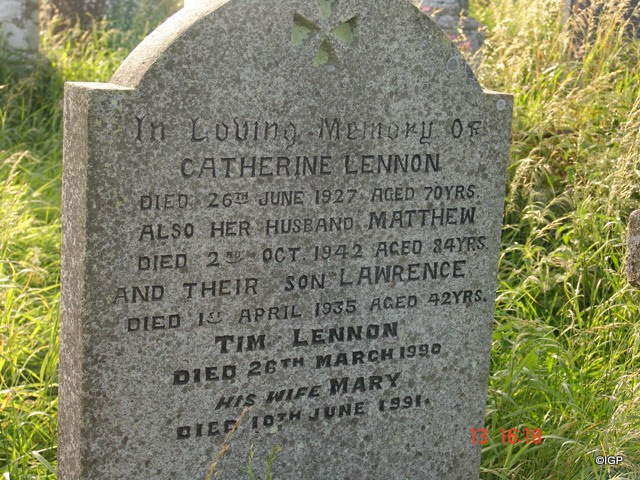 In Loving Memory Of
CATHERINE LENNON
DIED 26TH JUNE 1927 AGED 70YRS.
ALSO HER HUSBAND MATTHEW
DIED 2ND OCT. 1942 AGED 84YRS.
AND THEIR SON LAWRENCE
DIED 1ST APRIL 1935 AGED 42YRS.
TIM LENNON
DIED 26TH MARCH 1990
HIS WIFE MARY
DIED 10TH JUNE 1991.
13 16:10
©IGP